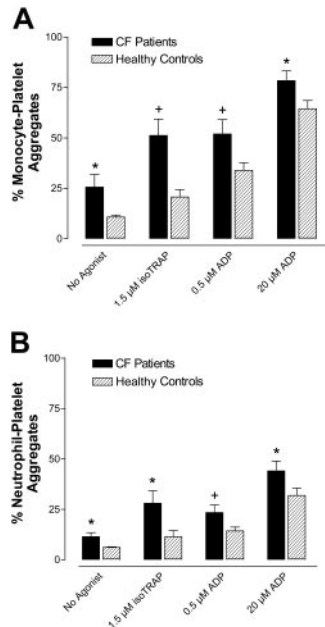 A
CF Patients
Healthy Controls
% Monocyte-Platelet
Aggregates
100
75
50
25
0
*
+
+
*
No Agonist
1.5 µM isoTRAP
0.5 µM ADP
20 µM ADP
B
CF Patients
Healthy Controls
% Neutrophil-Platelet
Aggregates
100
75
50
25
0
*
*
+
*
No Agonist
1.5 µM isoTRAP
0.5 µM ADP
20 µM ADP